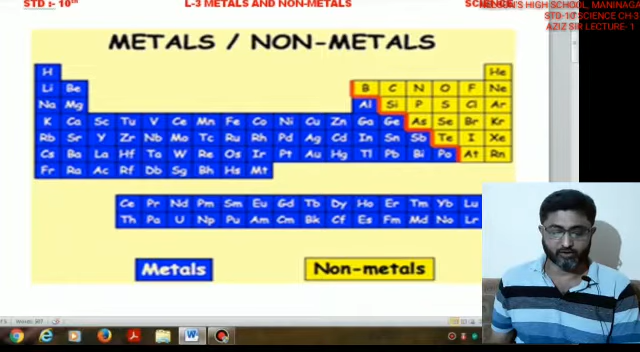 STD :- 10th
L-3 METALS AND NON-METALS
SCIENCE
NELSON'S HIGH SCHOOL, MANINAGA
STD-10 SCIENCE CH 3
AZIZ SIR LECTURE- 1
METALS / NON-METALS
H He
Li Be B C N O F Ne
Na Mg Al Si P S Cl Ar
K Ca Sc Tu V Ce Mn Fe Co Ni Cu Zn Ga Ge As Se Br Kr
Rb Sr Y Zr Nb Mo Tc Ru Rh Pd Ag Cd In Sn Sb Te I Xe
Cs Ba La Hf Ta W Re Os Ir Pt Au Hg Tl Pb Bi Po At Rn
Fr Ra Ac Rf Db Sg Bh Hs Mt
Ce Pr Nd Pm Sm Eu Gd Tb Dy Ho Er Tm Yb Lu
Th Pa U Np Pu Am Cm Bk Cf Es Fm Md No Lr
Metals
Non-metals